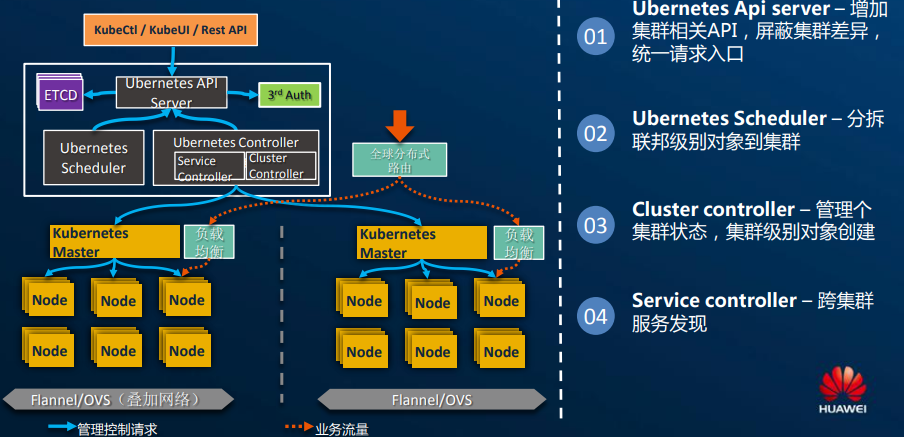 KubeCtl / KubeUI / Rest API
ETCD
Ubernetes API
Server
3rd Auth
Ubernetes
Scheduler
Ubernetes Controller
Service
Controller
Cluster
Controller
全球分布式
路由
Kubernetes
Master
负载
均衡
Kubernetes
Master
负载
均衡
Node
Node
Node
Node
Node
Node
Node
Node
Node
Node
Node
Node
Flannel/OVS（叠加网络）
Flannel/OVS
管理控制请求
业务流量
01
Ubernetes Api server – 增加
集群相关API，屏蔽集群差异，
统一请求入口
02
Ubernetes Scheduler – 分拆
联邦级别对象到集群
03
Cluster controller – 管理个
集群状态，集群级别对象创建
04
Service controller – 跨集群
服务发现
HUAWEI